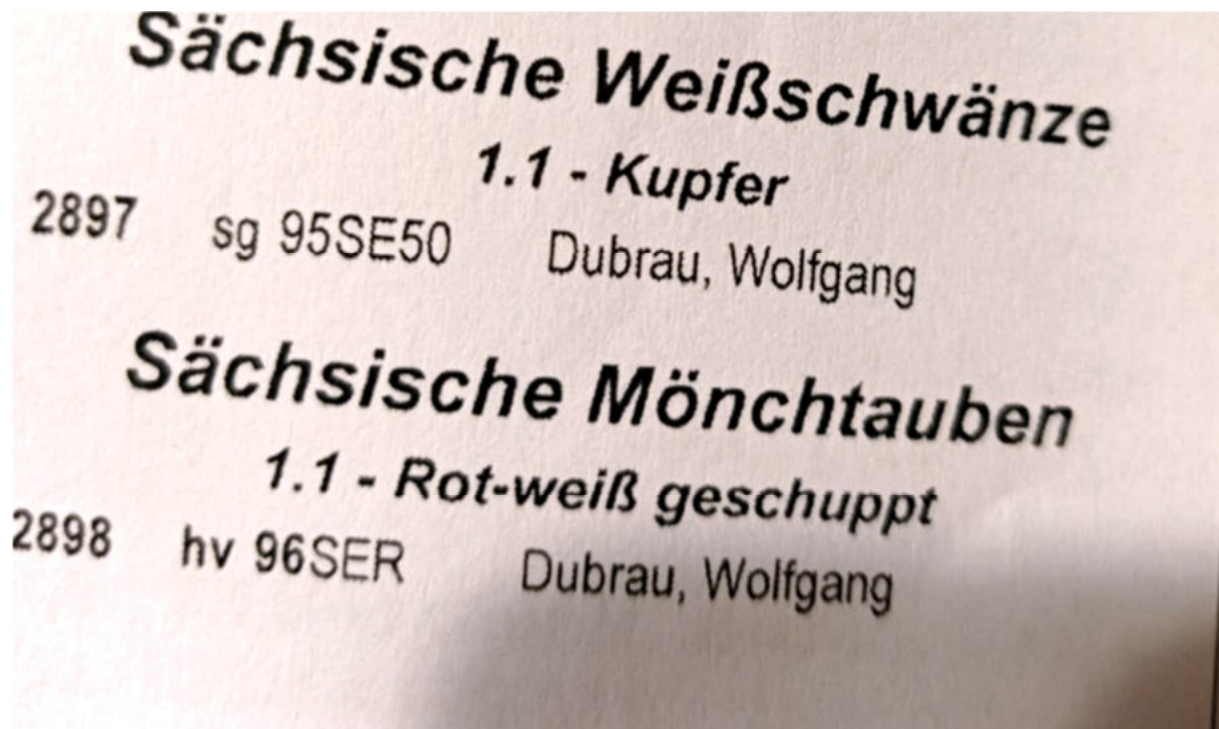 Sächsische Weißschwänze
1.1 - Kupfer
2897 sg 95SE50 Dubrau, Wolfgang
Sächsische Mönchtauben
1.1 - Rot-weiß geschuppt
2898 hv 96SER Dubrau, Wolfgang